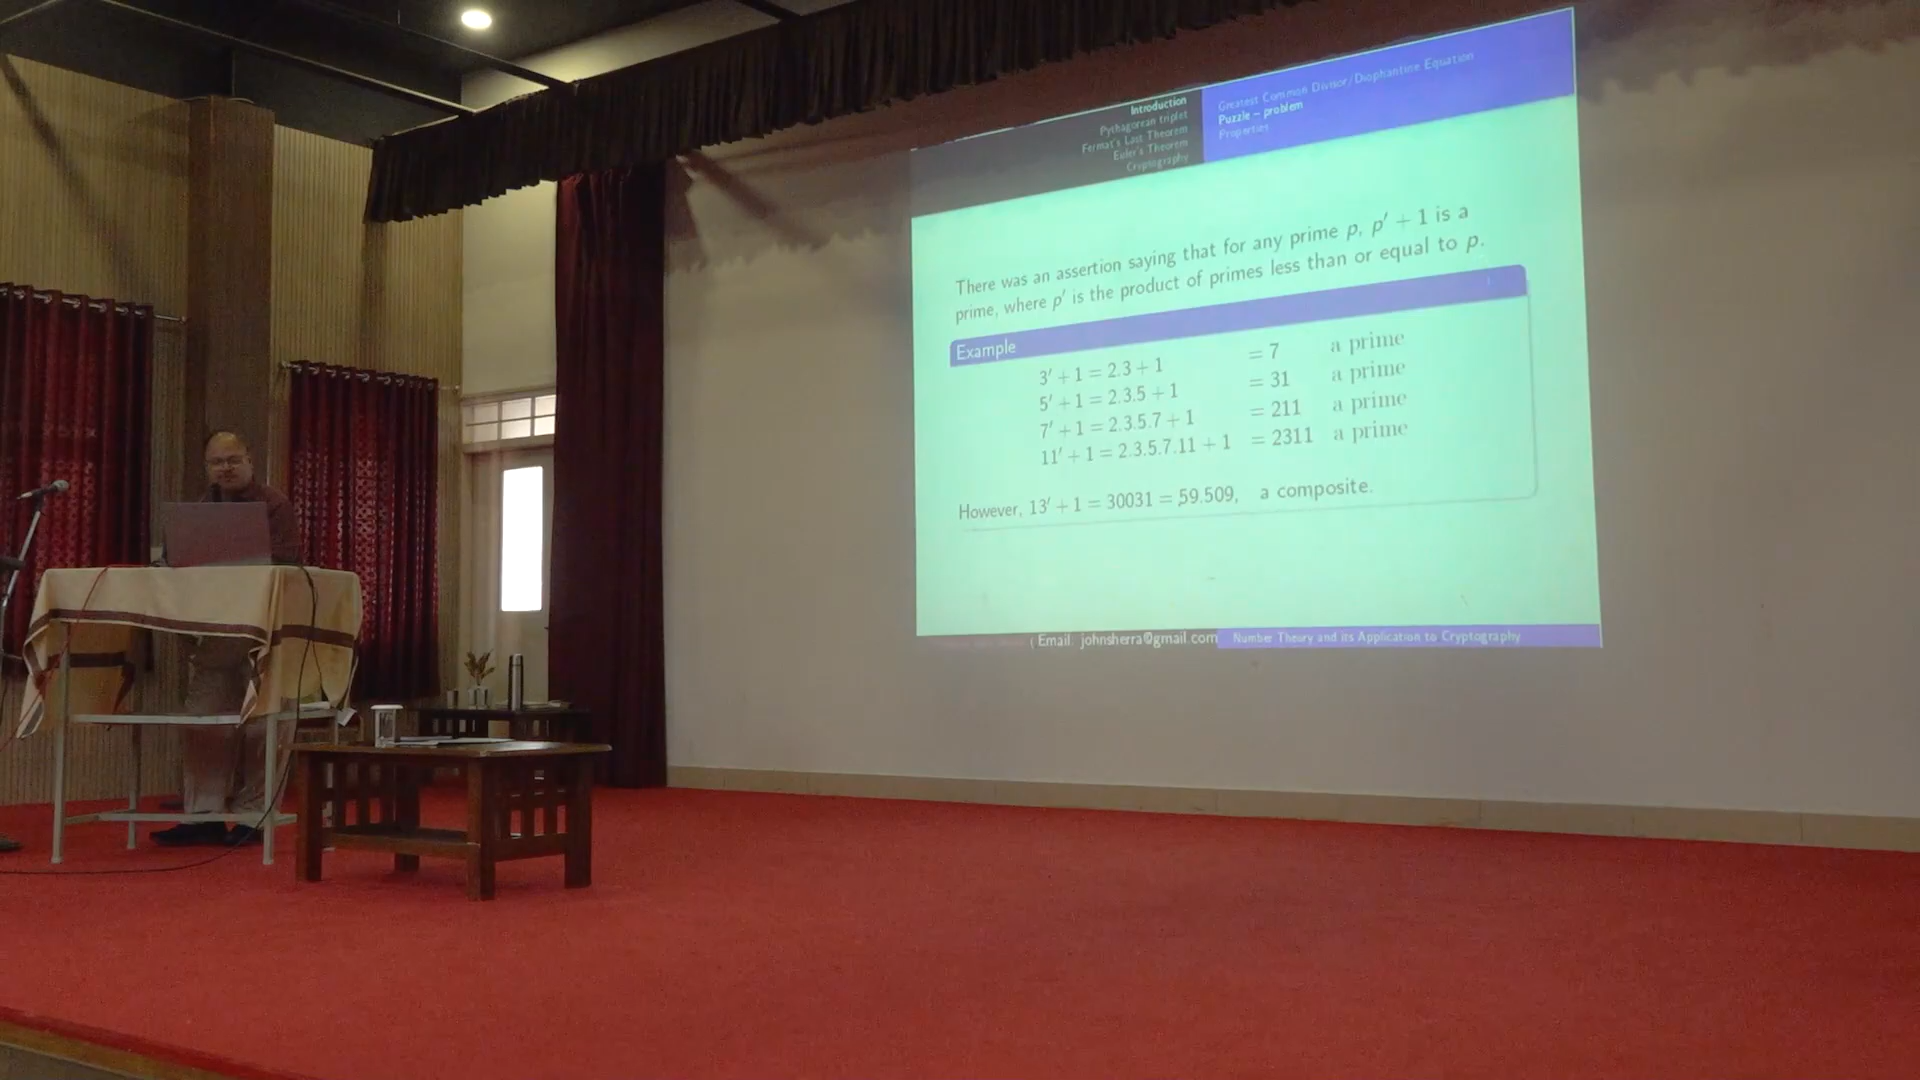 Introduction
Pythagorean triplet
Fermat's Last Theorem
Euler's Theorem
Cryptography
Greatest Common Divisor/Diophantine Equation
Puzzle – problem
Properties
There was an assertion saying that for any prime p, p′ + 1 is a
prime, where p′ is the product of primes less than or equal to p.
Example
3′ + 1 = 2.3 + 1 = 7 a prime
5′ + 1 = 2.3.5 + 1 = 31 a prime
7′ + 1 = 2.3.5.7 + 1 = 211 a prime
11′ + 1 = 2.3.5.7.11 + 1 = 2311 a prime
However, 13′ + 1 = 30031 = 59.509, a composite.
( Email: johnsherra@gmail.com
Number Theory and its Application to Cryptography